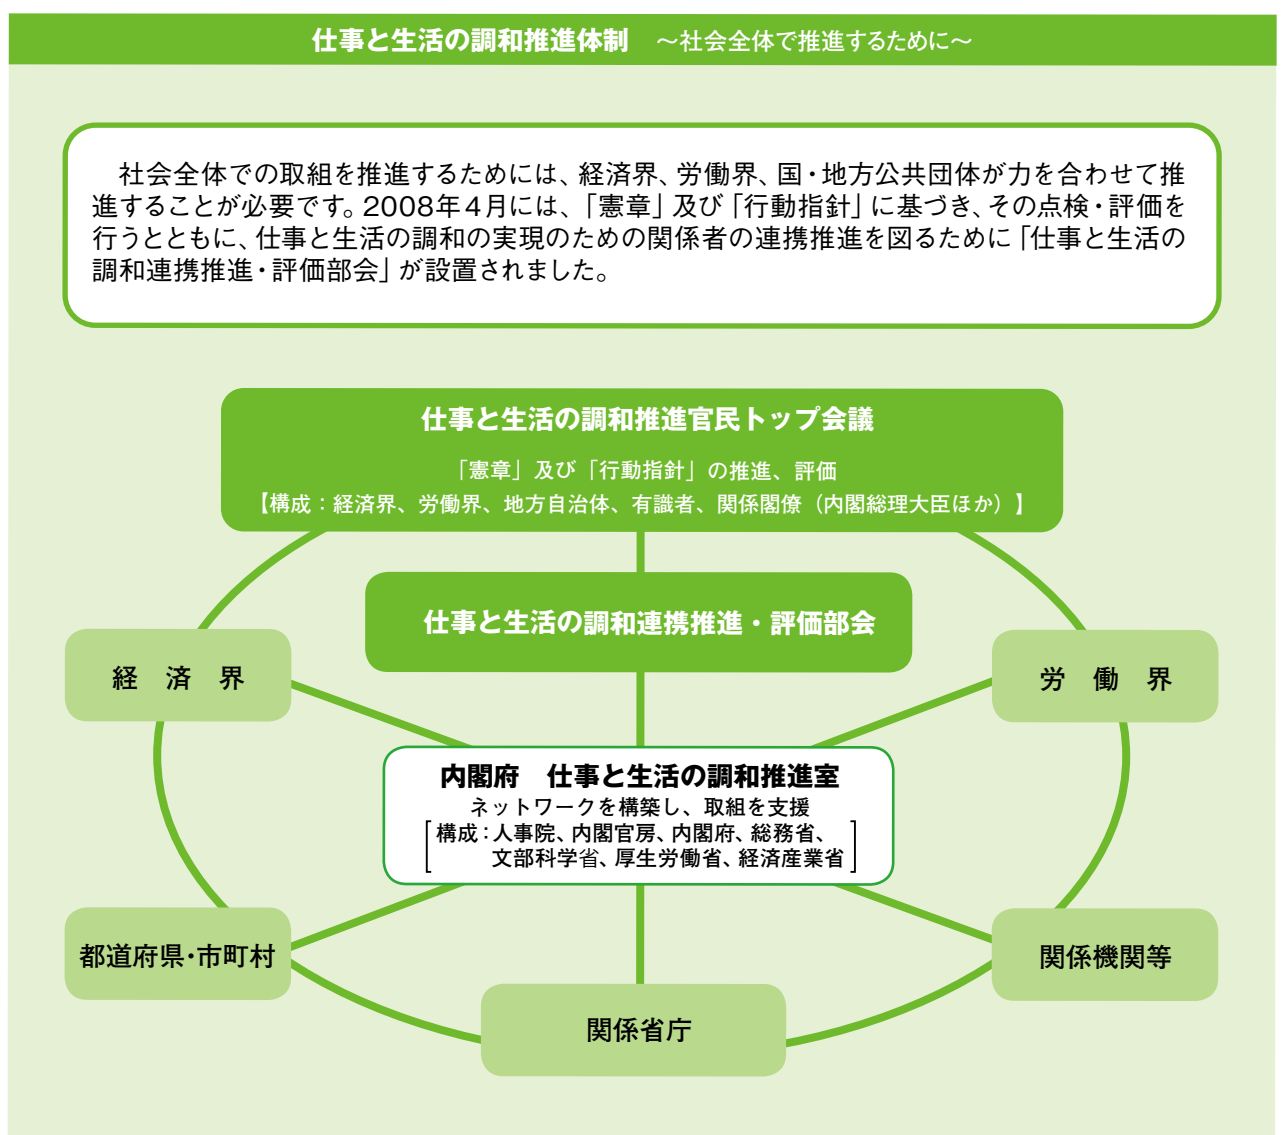 仕事と生活の調和推進体制　～社会全体で推進するために～
　社会全体での取組を推進するためには、経済界、労働界、国・地方公共団体が力を合わせて推
進することが必要です。2008年4月には、「憲章」及び「行動指針」に基づき、その点検・評価を
行うとともに、仕事と生活の調和の実現のための関係者の連携推進を図るために「仕事と生活の
調和連携推進・評価部会」が設置されました。
仕事と生活の調和推進官民トップ会議
「憲章」及び「行動指針」の推進、評価
【構成：経済界、労働界、地方自治体、有識者、関係閣僚（内閣総理大臣ほか）】
仕事と生活の調和連携推進・評価部会
経　済　界
労　働　界
内閣府　仕事と生活の調和推進室
ネットワークを構築し、取組を支援
［構成：人事院、内閣官房、内閣府、総務省、
文部科学省、厚生労働省、経済産業省］
都道府県・市町村
関係機関等
関係省庁